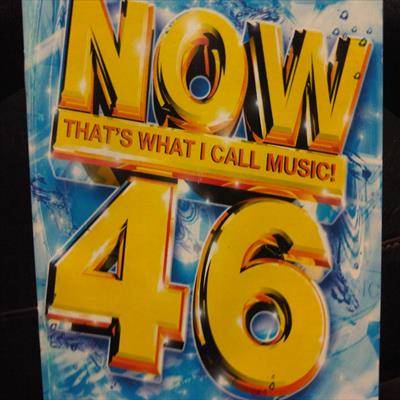 NOW
THAT'S WHAT I CALL MUSIC!
46